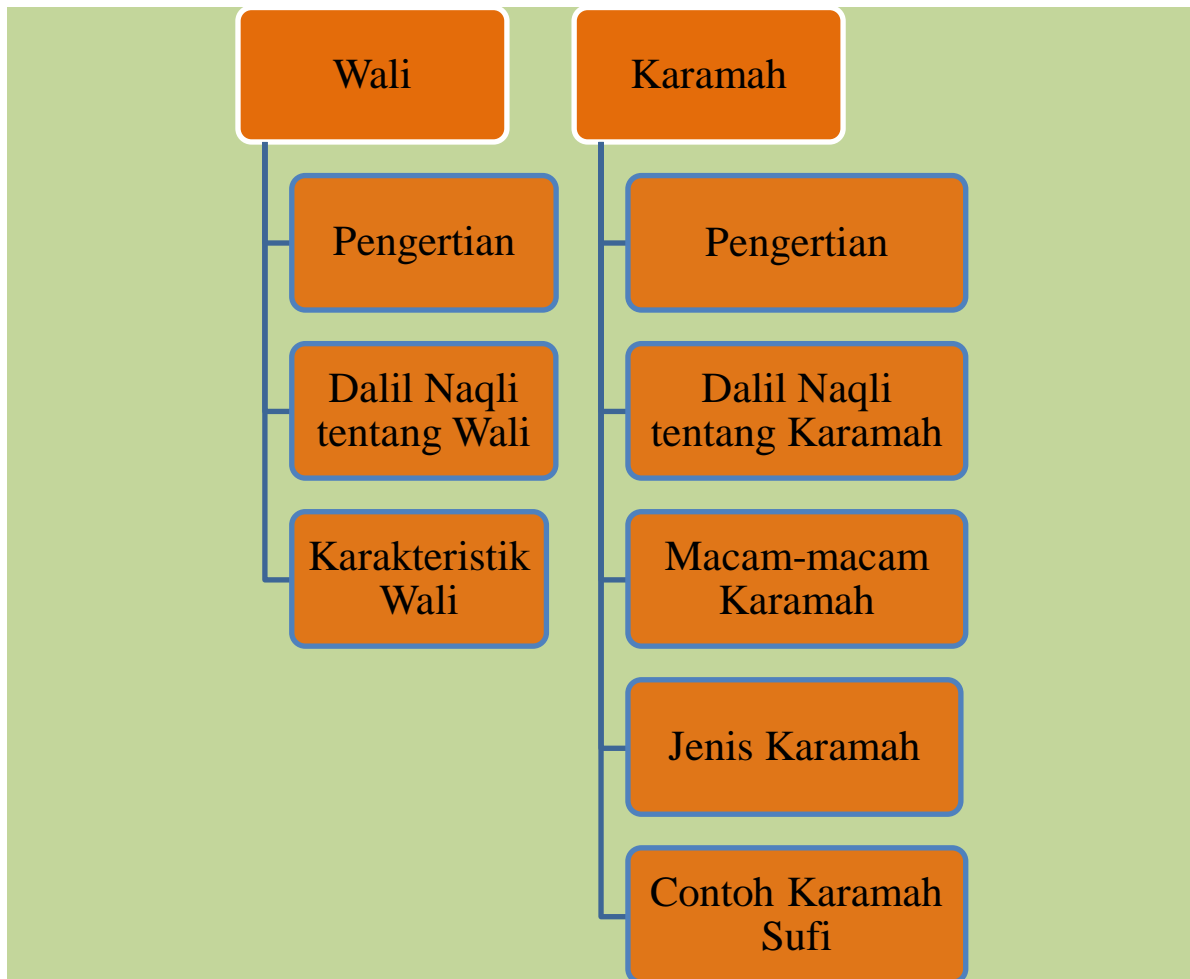 Wali
Pengertian
Dalil Naqli
tentang Wali
Karakteristik
Wali
Karamah
Pengertian
Dalil Naqli
tentang Karamah
Macam-macam
Karamah
Jenis Karamah
Contoh Karamah
Sufi